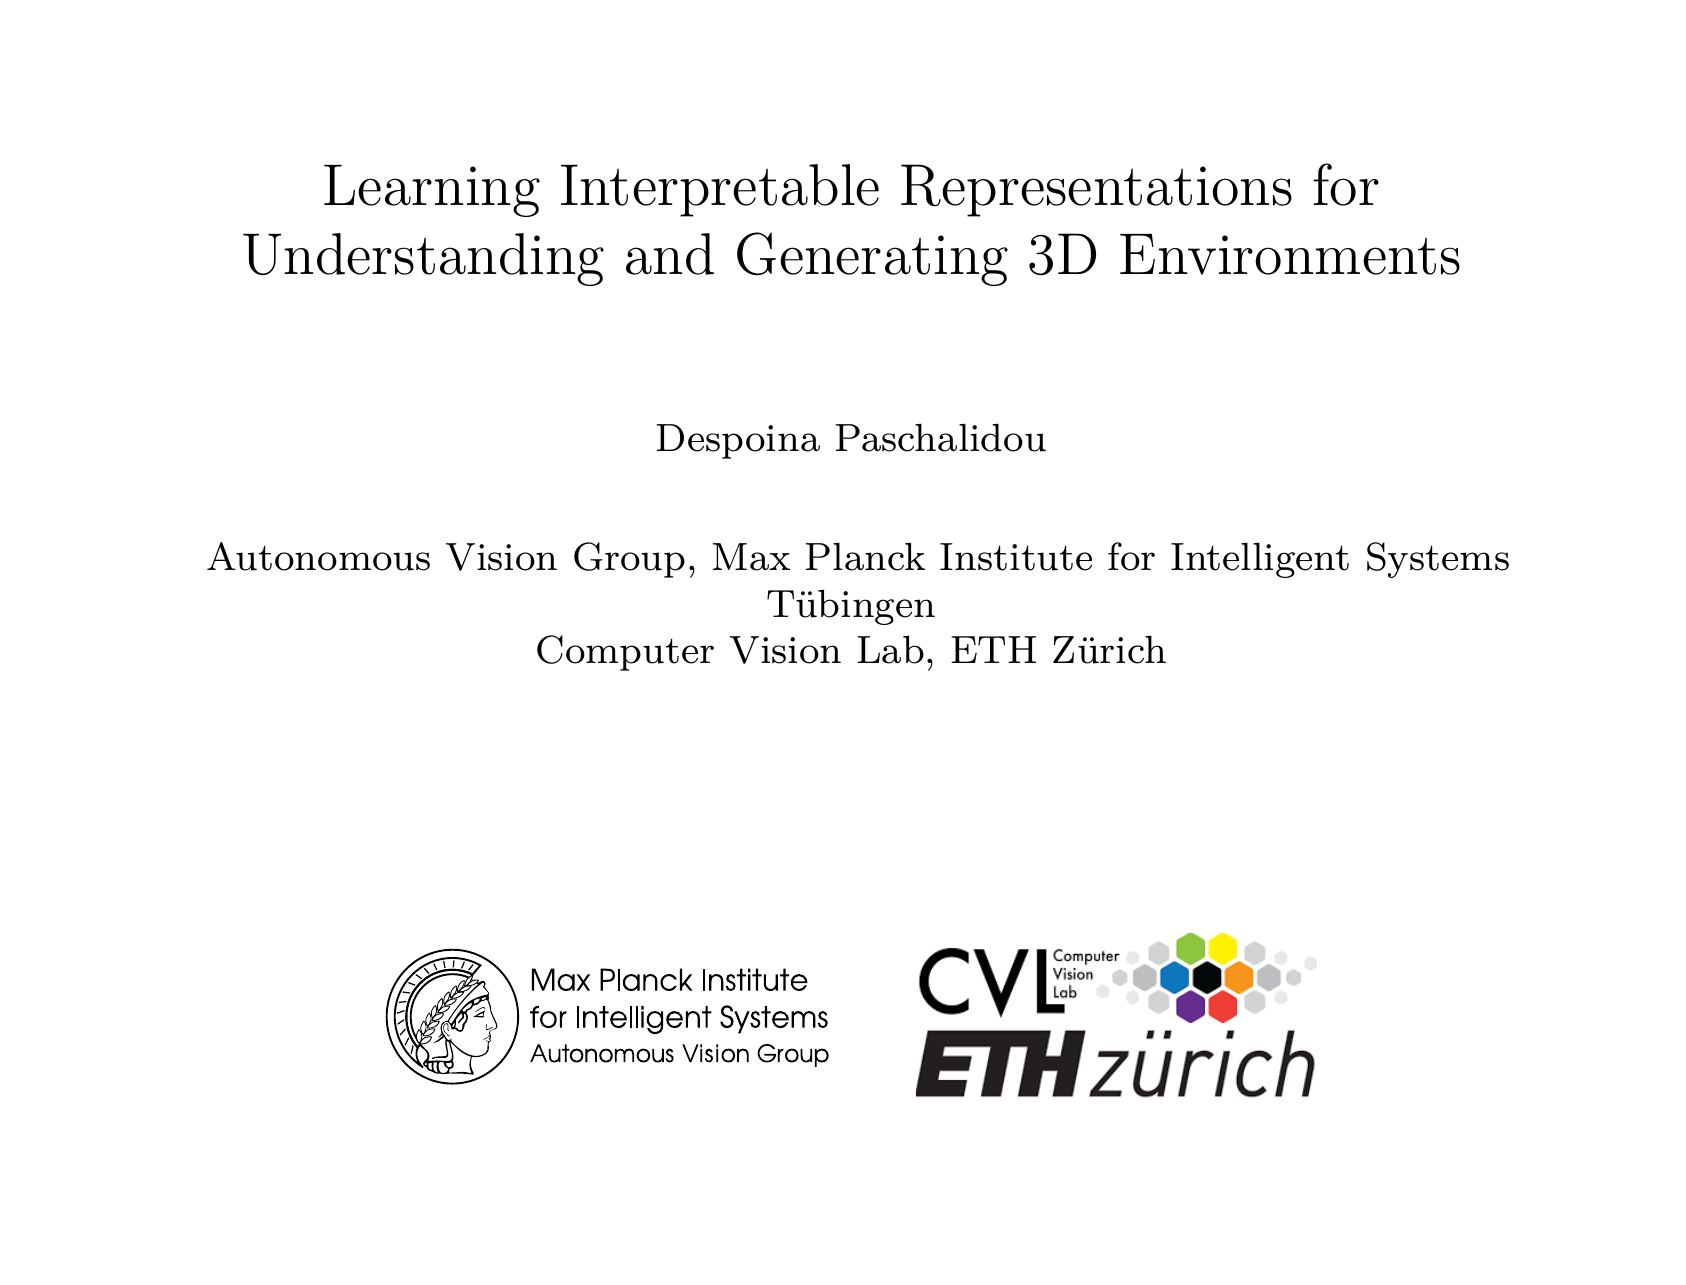 Learning Interpretable Representations for
Understanding and Generating 3D Environments
Despoina Paschalidou
Autonomous Vision Group, Max Planck Institute for Intelligent Systems
Tübingen
Computer Vision Lab, ETH Zürich
Max Planck Institute
for Intelligent Systems
Autonomous Vision Group
CVL
Computer
Vision
Lab
ETH zürich